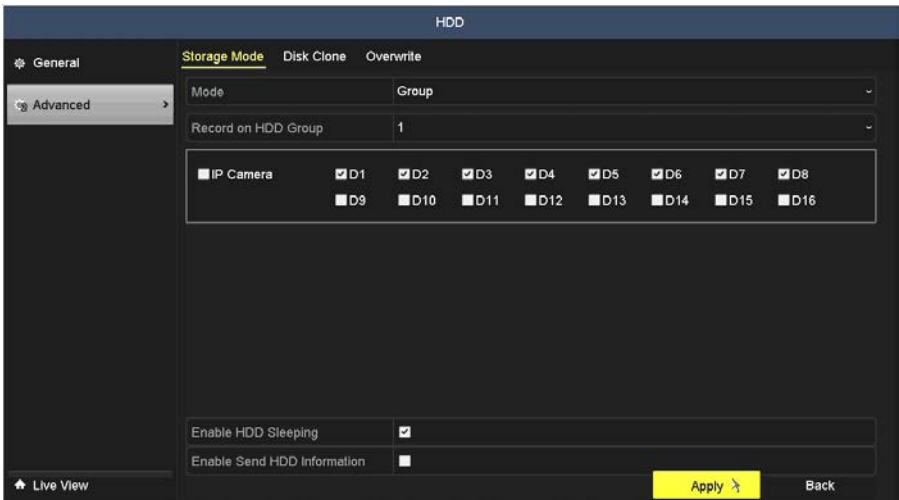 HDD
General
Advanced
Storage Mode Disk Clone Overwrite
Mode Group
Record on HDD Group 1
IP Camera D1 D2 D3 D4 D5 D6 D7 D8
D9 D10 D11 D12 D13 D14 D15 D16
Enable HDD Sleeping
Enable Send HDD Information
Live View
Apply Back